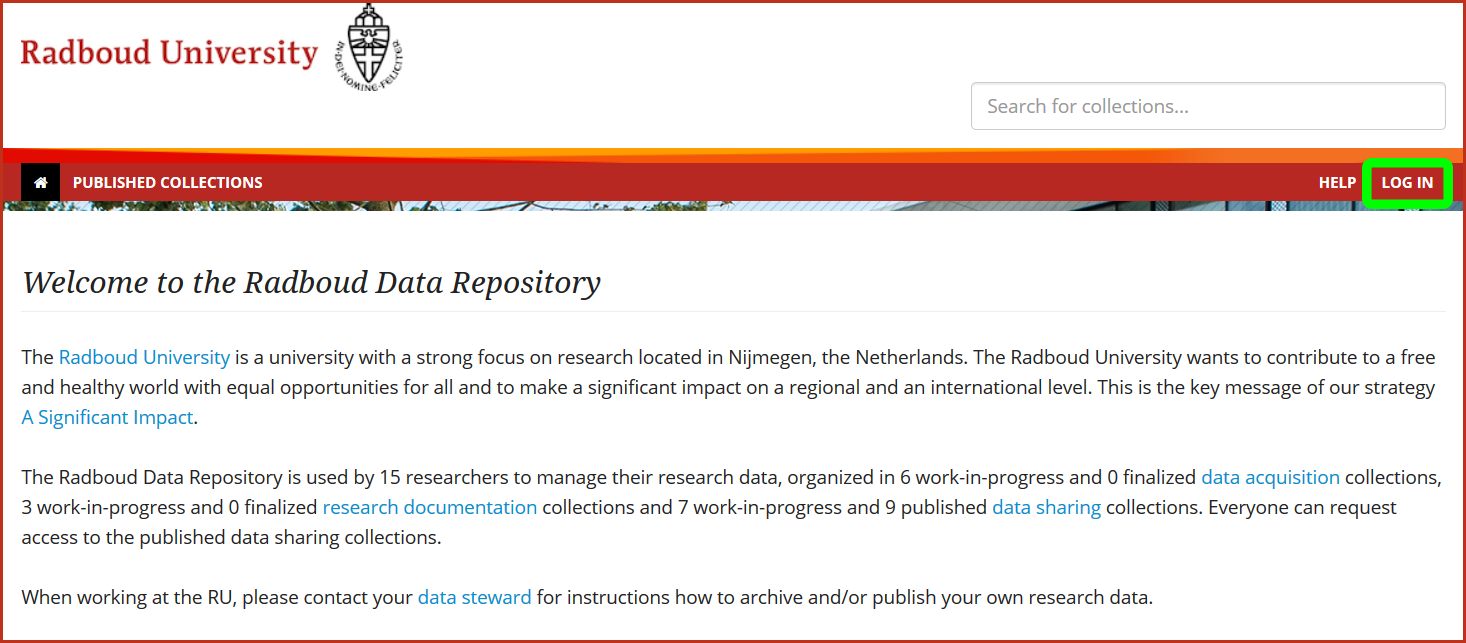 Radboud University
IN·DEI·NOMINE·FELICITER
Search for collections...
PUBLISHED COLLECTIONS
HELP
LOG IN
Welcome to the Radboud Data Repository
The Radboud University is a university with a strong focus on research located in Nijmegen, the Netherlands. The Radboud University wants to contribute to a free
and healthy world with equal opportunities for all and to make a significant impact on a regional and an international level. This is the key message of our strategy
A Significant Impact.
The Radboud Data Repository is used by 15 researchers to manage their research data, organized in 6 work-in-progress and 0 finalized data acquisition collections,
3 work-in-progress and 0 finalized research documentation collections and 7 work-in-progress and 9 published data sharing collections. Everyone can request
access to the published data sharing collections.
When working at the RU, please contact your data steward for instructions how to archive and/or publish your own research data.